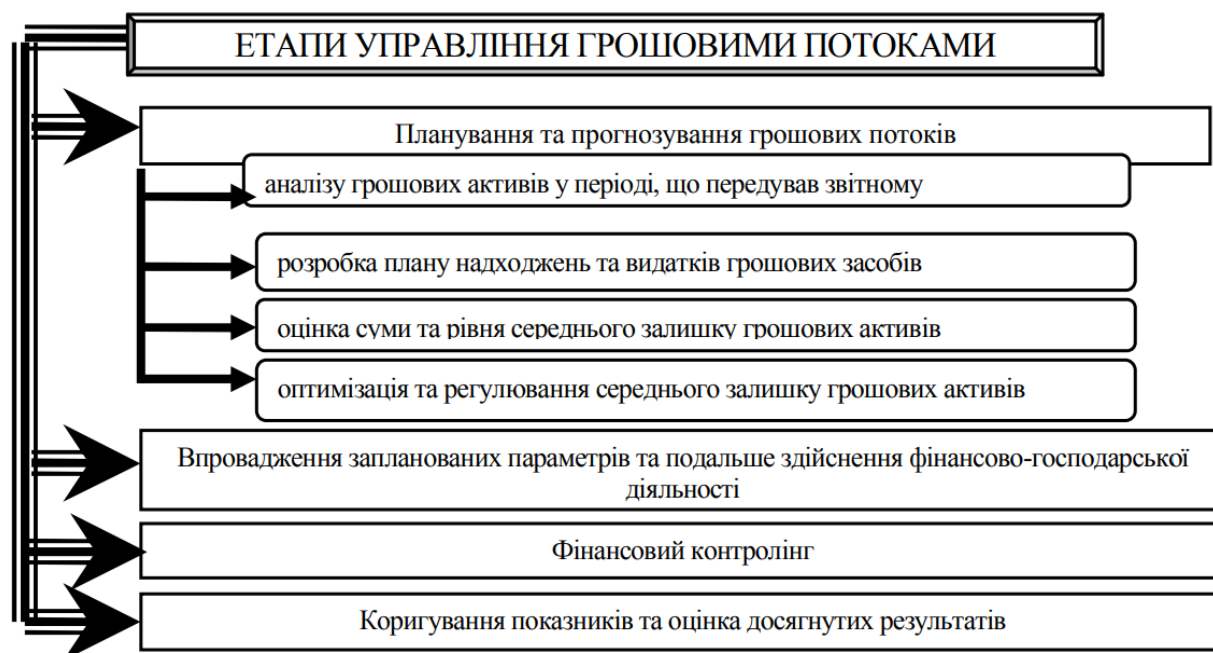 ЕТАПИ УПРАВЛІННЯ ГРОШОВИМИ ПОТОКАМИ
Планування та прогнозування грошових потоків
аналізу грошових активів у періоді, що передував звітному
розробка плану надходжень та видатків грошових засобів
оцінка суми та рівня середнього залишку грошових активів
оптимізація та регулювання середнього залишку грошових активів
Впровадження запланованих параметрів та подальше здійснення фінансово-господарської
діяльності
Фінансовий контролінг
Коригування показників та оцінка досягнутих результатів